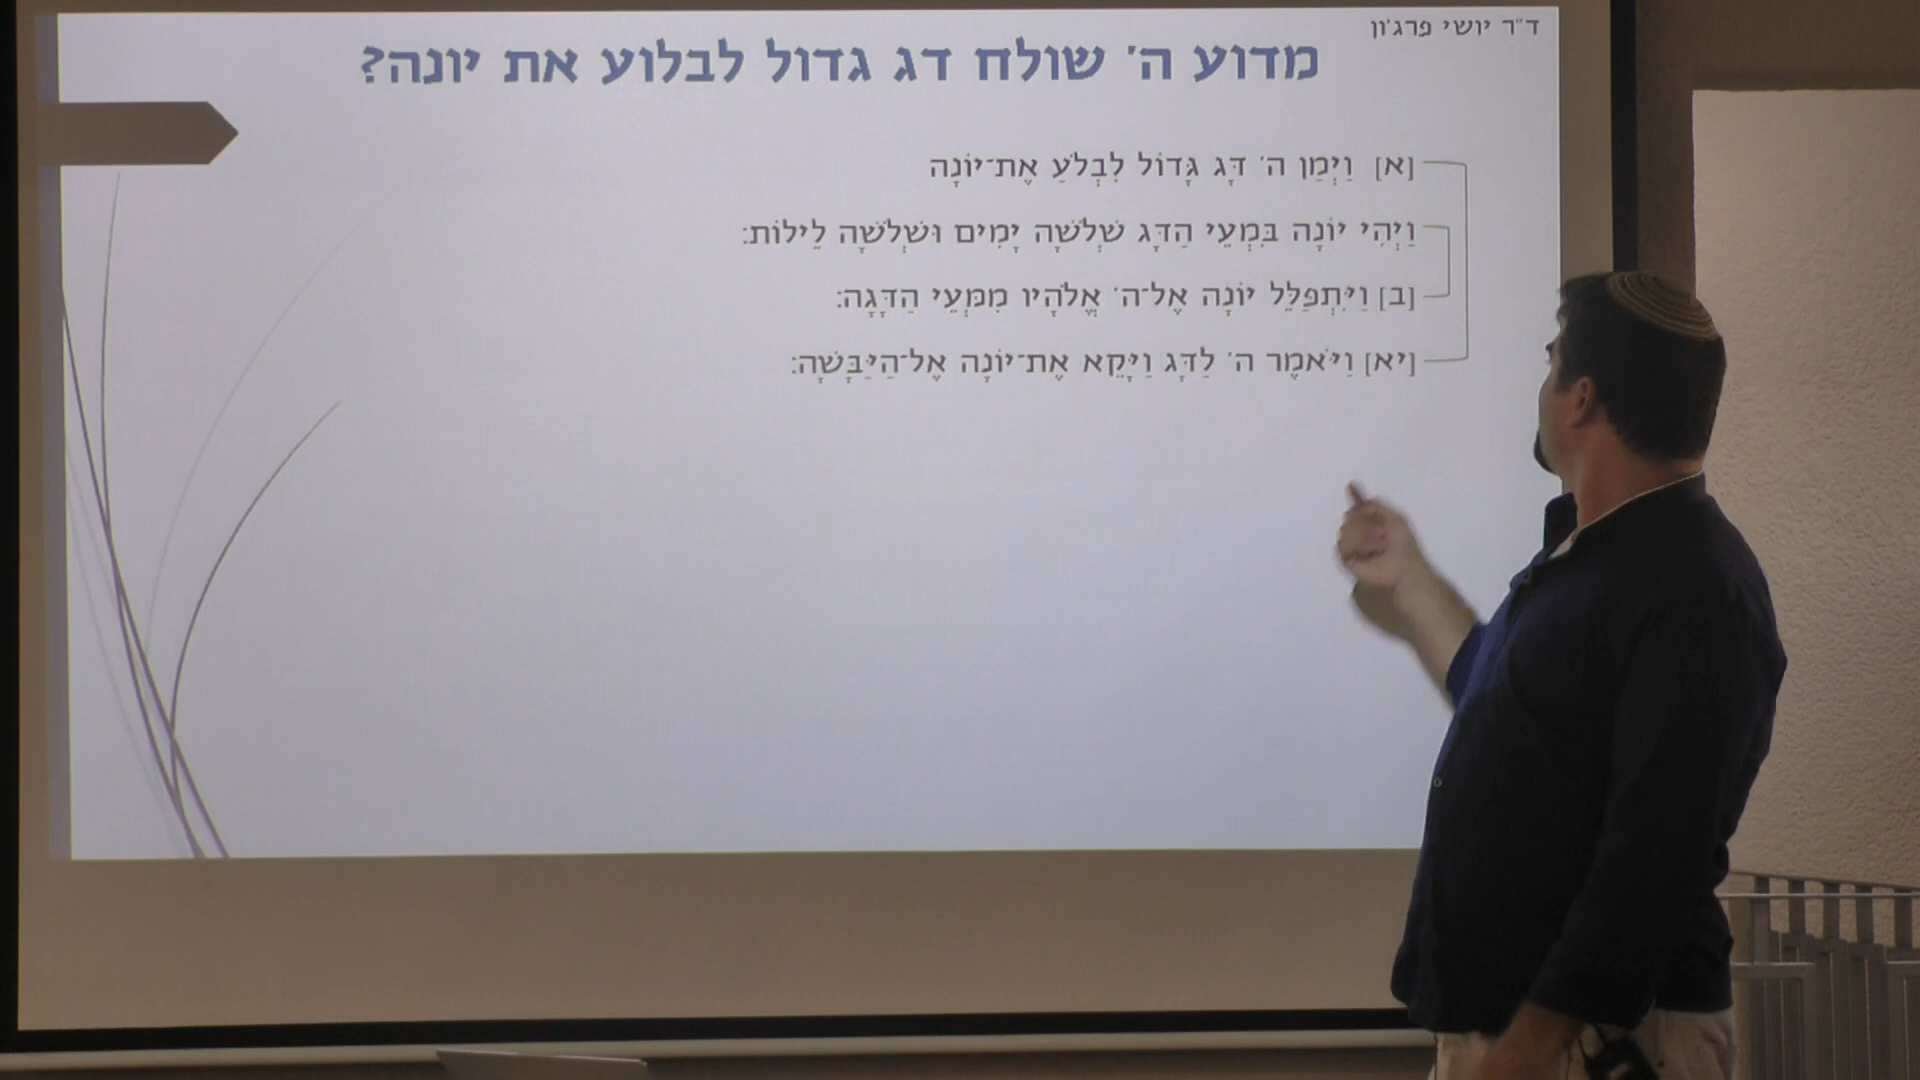 ד"ר יושי פרג'ון
מדוע ה' שולח דג גדול לבלוע את יונה?
[א] וַיְמַן ה' דָּג גָּדוֹל לִבְלֹעַ אֶת־יוֹנָה
וַיְהִי יוֹנָה בִּמְעֵי הַדָּג שְׁלֹשָׁה יָמִים וּשְׁלֹשָׁה לֵילוֹת:
[ב] וַיִּתְפַּלֵּל יוֹנָה אֶל־ה' אֱלֹהָיו מִמְּעֵי הַדָּגָה:
[יא] וַיֹּאמֶר ה' לַדָּג וַיָּקֵא אֶת־יוֹנָה אֶל־הַיַּבָּשָׁה: